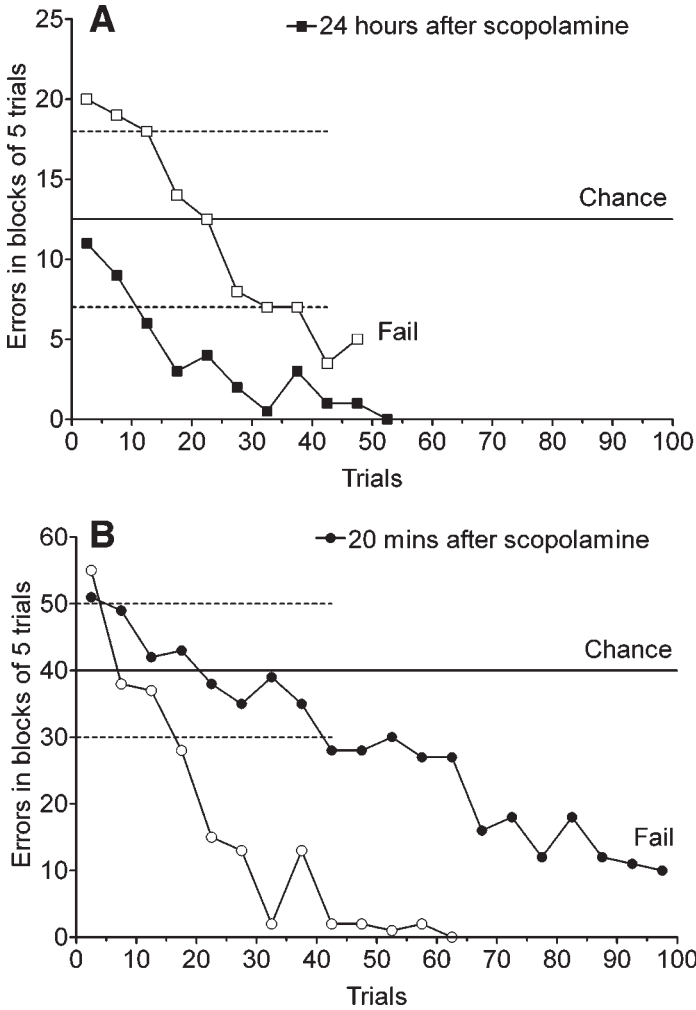 A
24 hours after scopolamine
Errors in blocks of 5 trials
25
20
15
10
5
0
Chance
Fail
0 10 20 30 40 50 60 70 80 90 100
Trials
B
20 mins after scopolamine
Errors in blocks of 5 trials
60
50
40
30
20
10
0
Chance
Fail
0 10 20 30 40 50 60 70 80 90 100
Trials